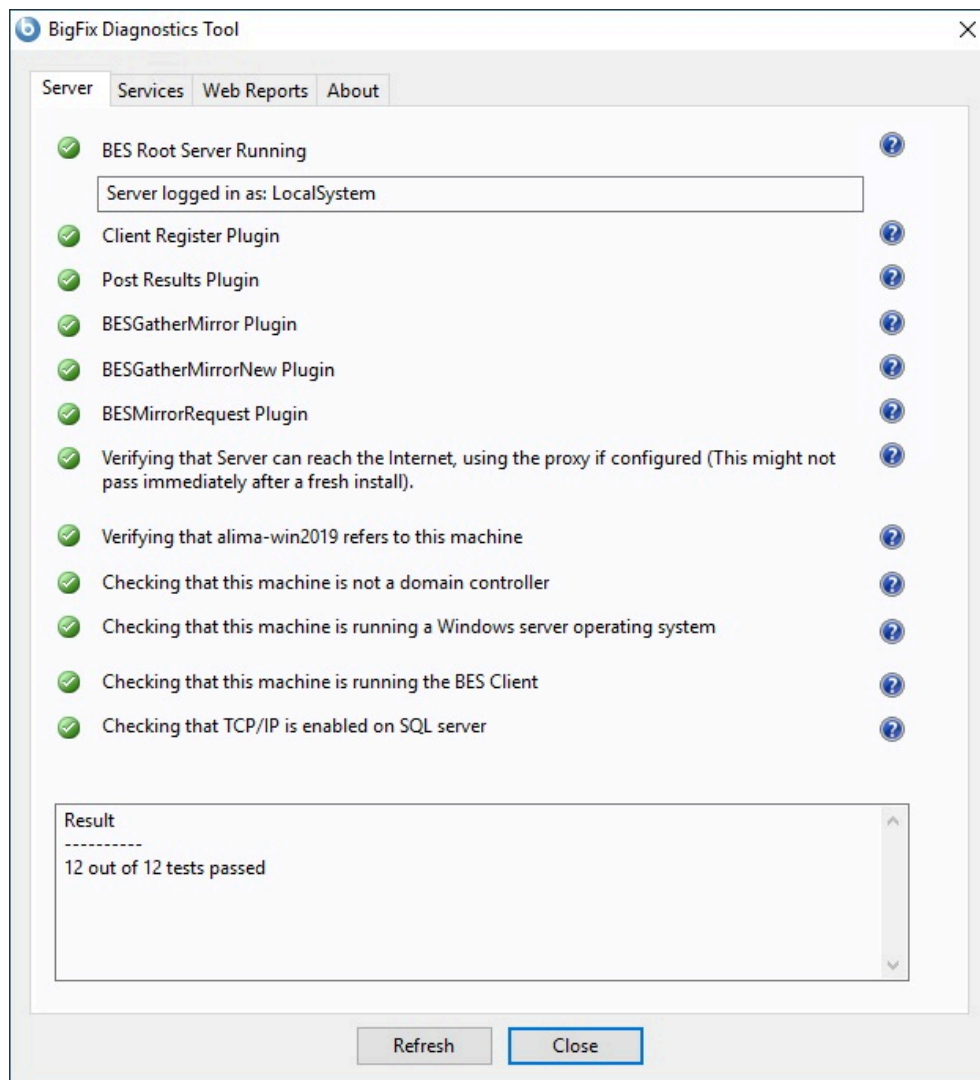 BigFix Diagnostics Tool
Server Services Web Reports About
BES Root Server Running
Server logged in as: LocalSystem
Client Register Plugin
Post Results Plugin
BESGatherMirror Plugin
BESGatherMirrorNew Plugin
BESMirrorRequest Plugin
Verifying that Server can reach the Internet, using the proxy if configured (This might not
pass immediately after a fresh install).
Verifying that alima-win2019 refers to this machine
Checking that this machine is not a domain controller
Checking that this machine is running a Windows server operating system
Checking that this machine is running the BES Client
Checking that TCP/IP is enabled on SQL server
Result
----------
12 out of 12 tests passed
Refresh Close